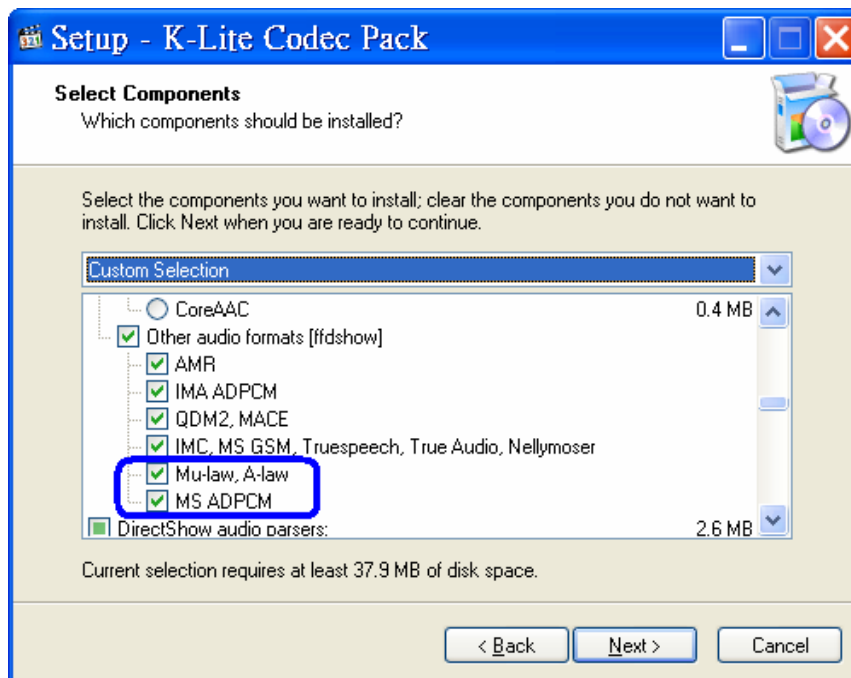 Setup - K-Lite Codec Pack
Select Components
Which components should be installed?
Select the components you want to install; clear the components you do not want to
install. Click Next when you are ready to continue.
Custom Selection
CoreAAC 0.4 MB
Other audio formats [ffdshow]
AMR
IMA ADPCM
QDM2, MACE
IMC, MS GSM, Truespeech, True Audio, Nellymoser
Mu-law, A-law
MS ADPCM
DirectShow audio parsers: 2.6 MB
Current selection requires at least 37.9 MB of disk space.
< Back Next > Cancel